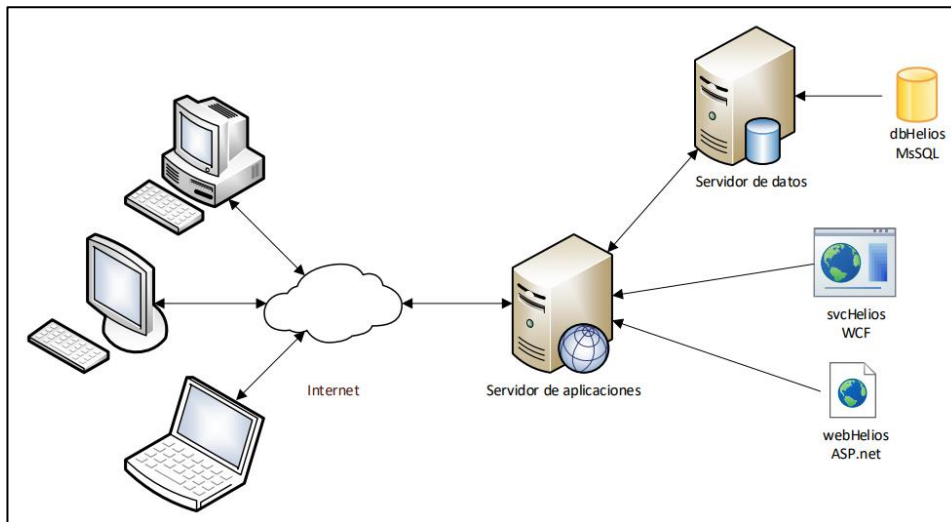 dbHelios
MsSQL
Servidor de datos
svcHelios
WCF
Internet
Servidor de aplicaciones
webHelios
ASP.net